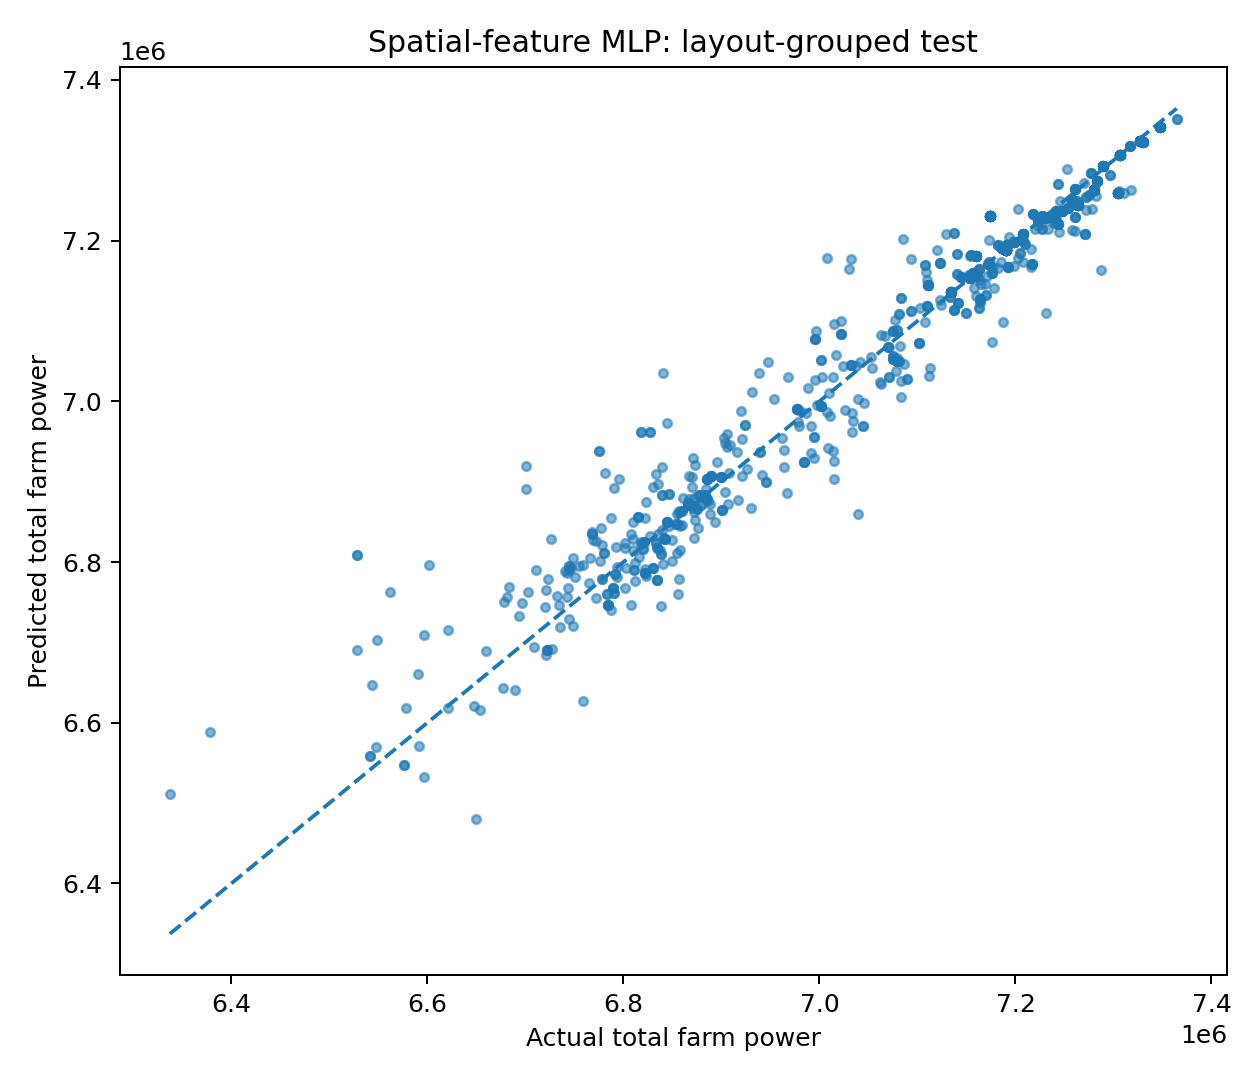 Spatial-feature MLP: layout-grouped test
1e6
7.4
7.2
7.0
6.8
6.6
6.4
Predicted total farm power
6.4 6.6 6.8 7.0 7.2 7.4
1e6
Actual total farm power